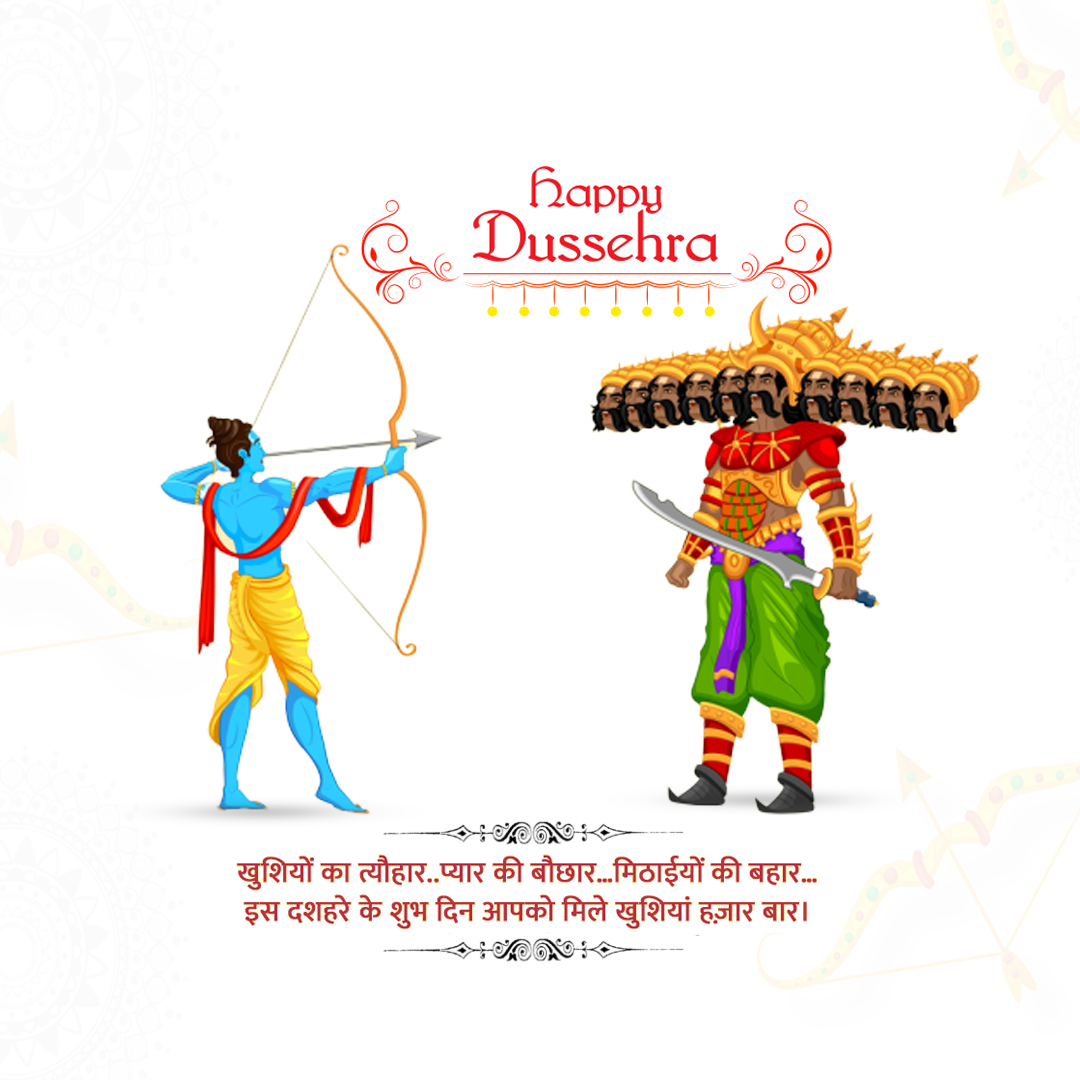 Happy
Dussehra
खुशियों का त्यौहार..प्यार की बौछार...मिठाईयों की बहार...
इस दशहरे के शुभ दिन आपको मिले खुशियां हज़ार बार।